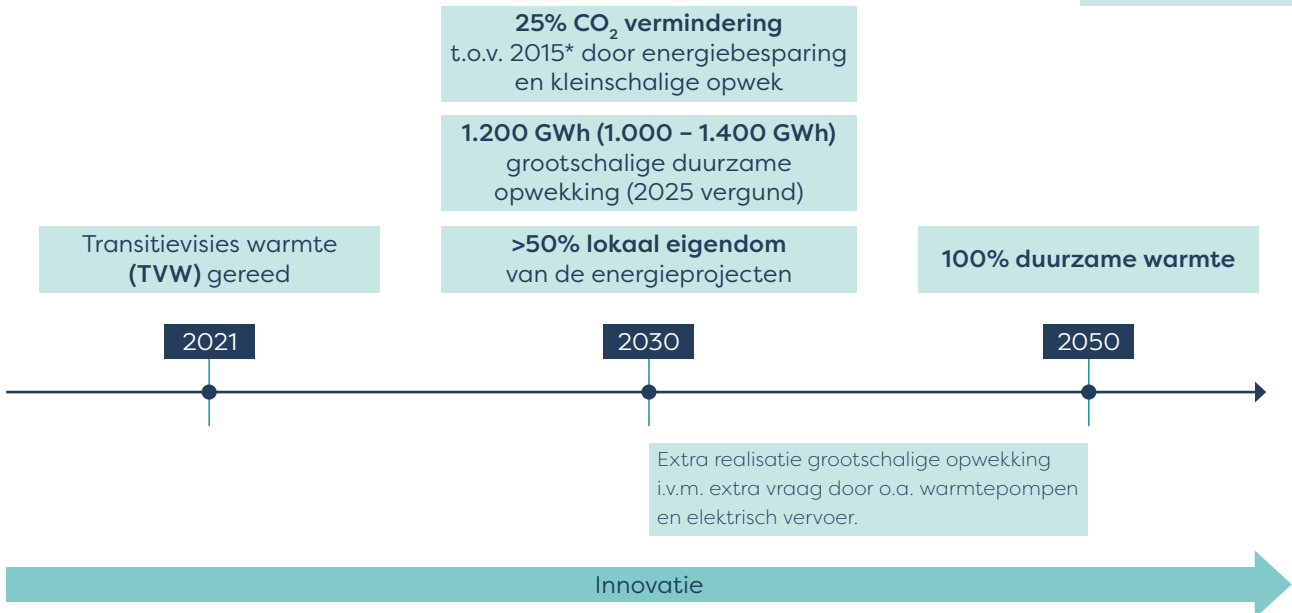 25% CO₂ vermindering
t.o.v. 2015* door energiebesparing
en kleinschalige opwek
1.200 GWh (1.000 – 1.400 GWh)
grootschalige duurzame
opwekking (2025 vergund)
Transitievisies warmte
(TVW) gereed
>50% lokaal eigendom
van de energieprojecten
100% duurzame warmte
2021
2030
2050
Extra realisatie grootschalige opwekking
i.v.m. extra vraag door o.a. warmtepompen
en elektrisch vervoer.
Innovatie